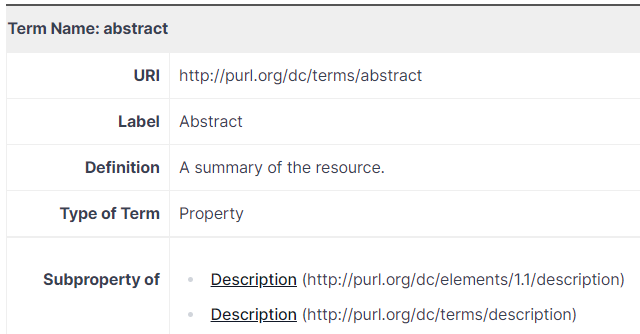 Term Name: abstract
URI http://purl.org/dc/terms/abstract
Label Abstract
Definition A summary of the resource.
Type of Term Property
Subproperty of
Description (http://purl.org/dc/elements/1.1/description)
Description (http://purl.org/dc/terms/description)